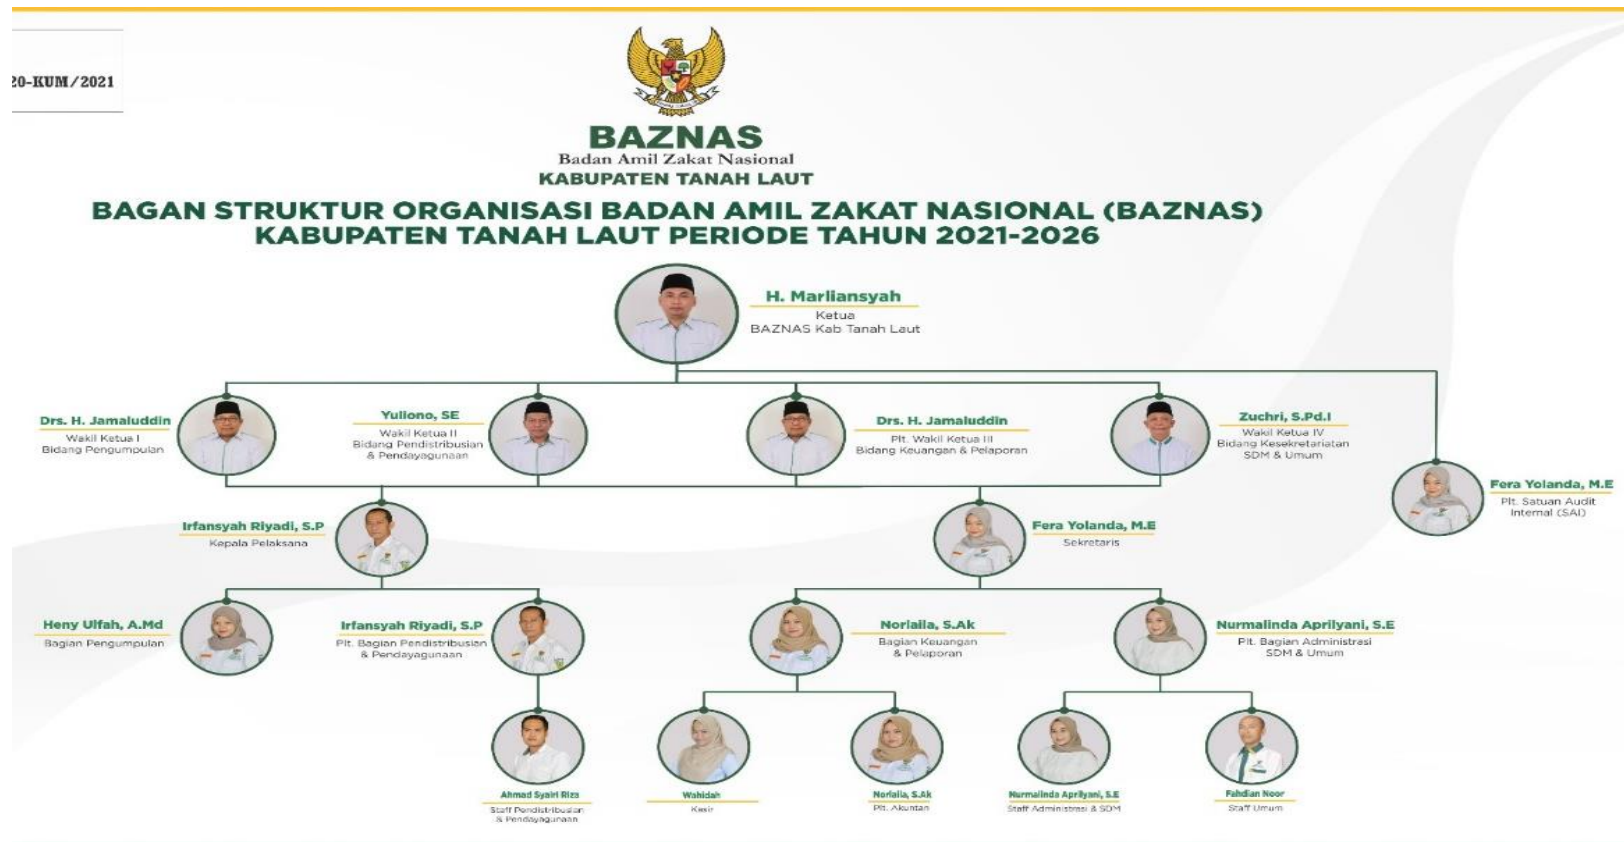 20-KUM/2021
BAZNAS
Badan Amil Zakat Nasional
KABUPATEN TANAH LAUT
BAGAN STRUKTUR ORGANISASI BADAN AMIL ZAKAT NASIONAL (BAZNAS)
KABUPATEN TANAH LAUT PERIODE TAHUN 2021-2026
H. Marliansyah
Ketua
BAZNAS Kab Tanah Laut
Drs. H. Jamaluddin
Wakil Ketua I
Bidang Pengumpulan
Yuliono, SE
Wakil Ketua II
Bidang Pendistribusian
& Pendayagunaan
Drs. H. Jamaluddin
Plt. Wakil Ketua III
Bidang Keuangan & Pelaporan
Zuchri, S.Pd.I
Wakil Ketua IV
Bidang Kesekretariatan
SDM & Umum
Fera Yolanda, M.E
Plt. Satuan Audit
Internal (SAI)
Irfansyah Riyadi, S.P
Kepala Pelaksana
Fera Yolanda, M.E
Sekretaris
Heny Ulfah, A.Md
Bagian Pengumpulan
Irfansyah Riyadi, S.P
Plt. Bagian Pendistribusian
& Pendayagunaan
Norlaila, S.Ak
Bagian Keuangan
& Pelaporan
Nurmalinda Aprilyani, S.E
Plt. Bagian Administrasi
SDM & Umum
Ahmad Syairi Riza
Staff Pendistribusian
& Pendayagunaan
Wahidah
Kasir
Norlaila, S.Ak
Plt. Akuntan
Nurmalinda Aprilyani, S.E
Staff Administrasi & SDM
Fahdian Noor
Staff Umum